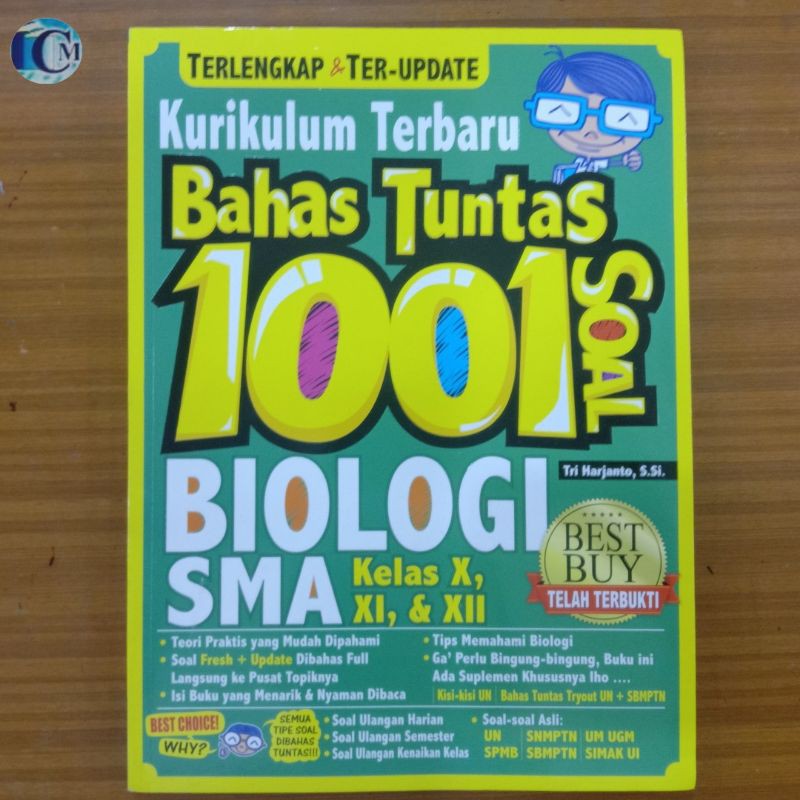 CM
TERLENGKAP & TER-UPDATE
Kurikulum Terbaru
Bahas Tuntas
1001 SOAL
BIOLOGI
Tri Harjanto, S.Si.
SMA Kelas X,
XI, & XII
BEST
BUY
TELAH TERBUKTI
• Teori Praktis yang Mudah Dipahami
• Soal Fresh + Update Dibahas Full
Langsung ke Pusat Topiknya
• Isi Buku yang Menarik & Nyaman Dibaca
• Tips Memahami Biologi
• Ga' Perlu Bingung-bingung, Buku ini
Ada Suplemen Khususnya lho ....
Kisi-kisi UN | Bahas Tuntas Tryout UN + SBMPTN
BEST CHOICE!
WHY?
SEMUA
TIPE SOAL
DIBAHAS
TUNTAS!!!
• Soal Ulangan Harian
• Soal Ulangan Semester
• Soal Ulangan Kenaikan Kelas
• Soal-soal Asli:
UN | SNMPTN | UM UGM
SPMB | SBMPTN | SIMAK UI